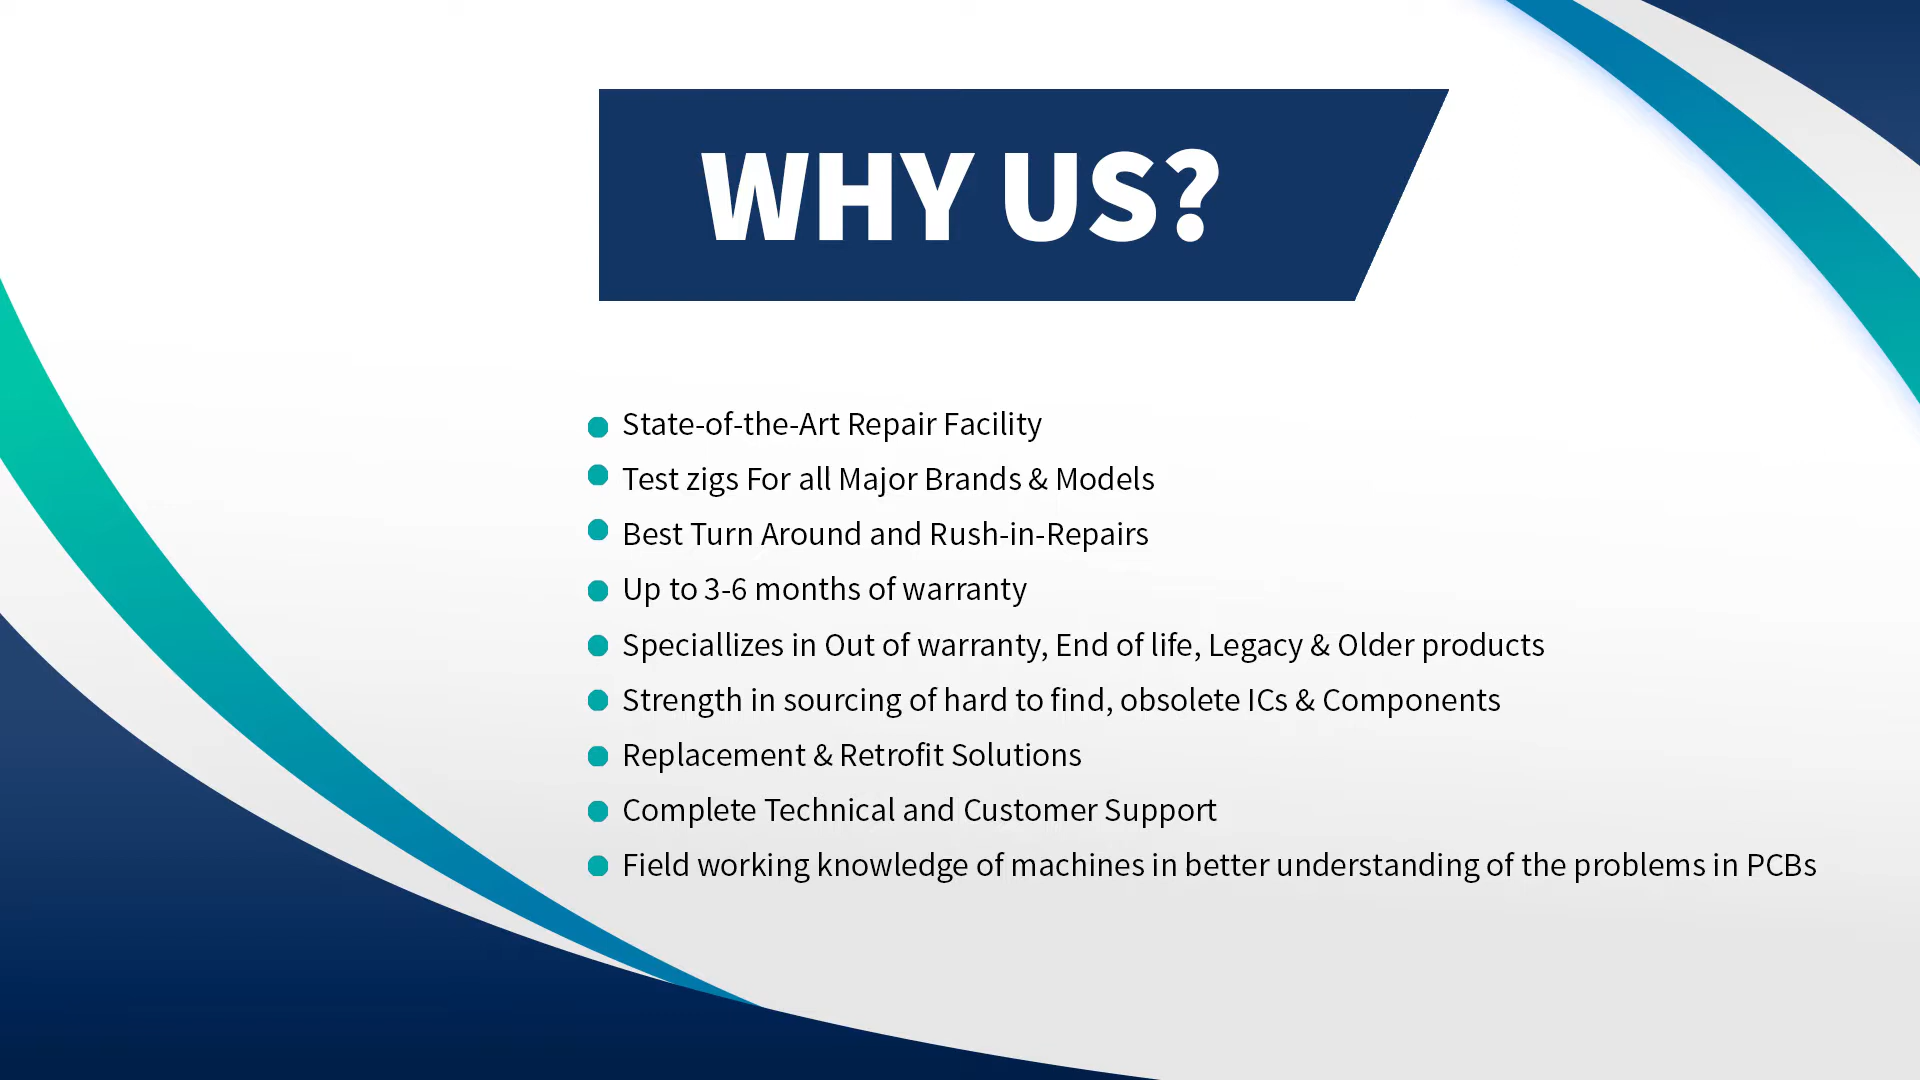 WHY US?
State-of-the-Art Repair Facility
Test zigs For all Major Brands & Models
Best Turn Around and Rush-in-Repairs
Up to 3-6 months of warranty
Speciallizes in Out of warranty, End of life, Legacy & Older products
Strength in sourcing of hard to find, obsolete ICs & Components
Replacement & Retrofit Solutions
Complete Technical and Customer Support
Field working knowledge of machines in better understanding of the problems in PCBs